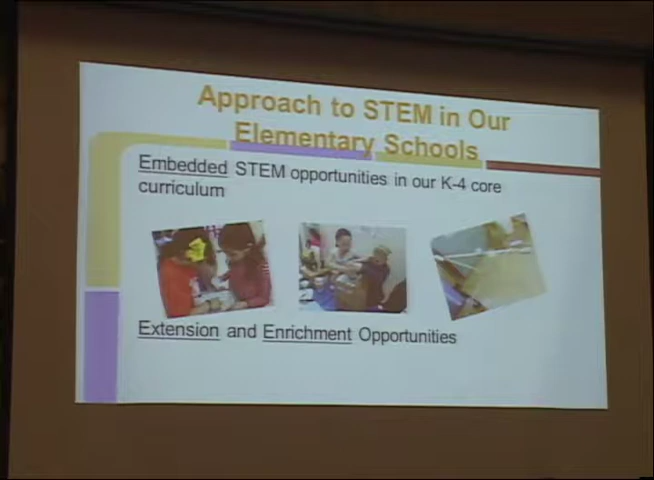 Approach to STEM in Our
Elementary Schools
Embedded STEM opportunities in our K-4 core
curriculum
Extension and Enrichment Opportunities